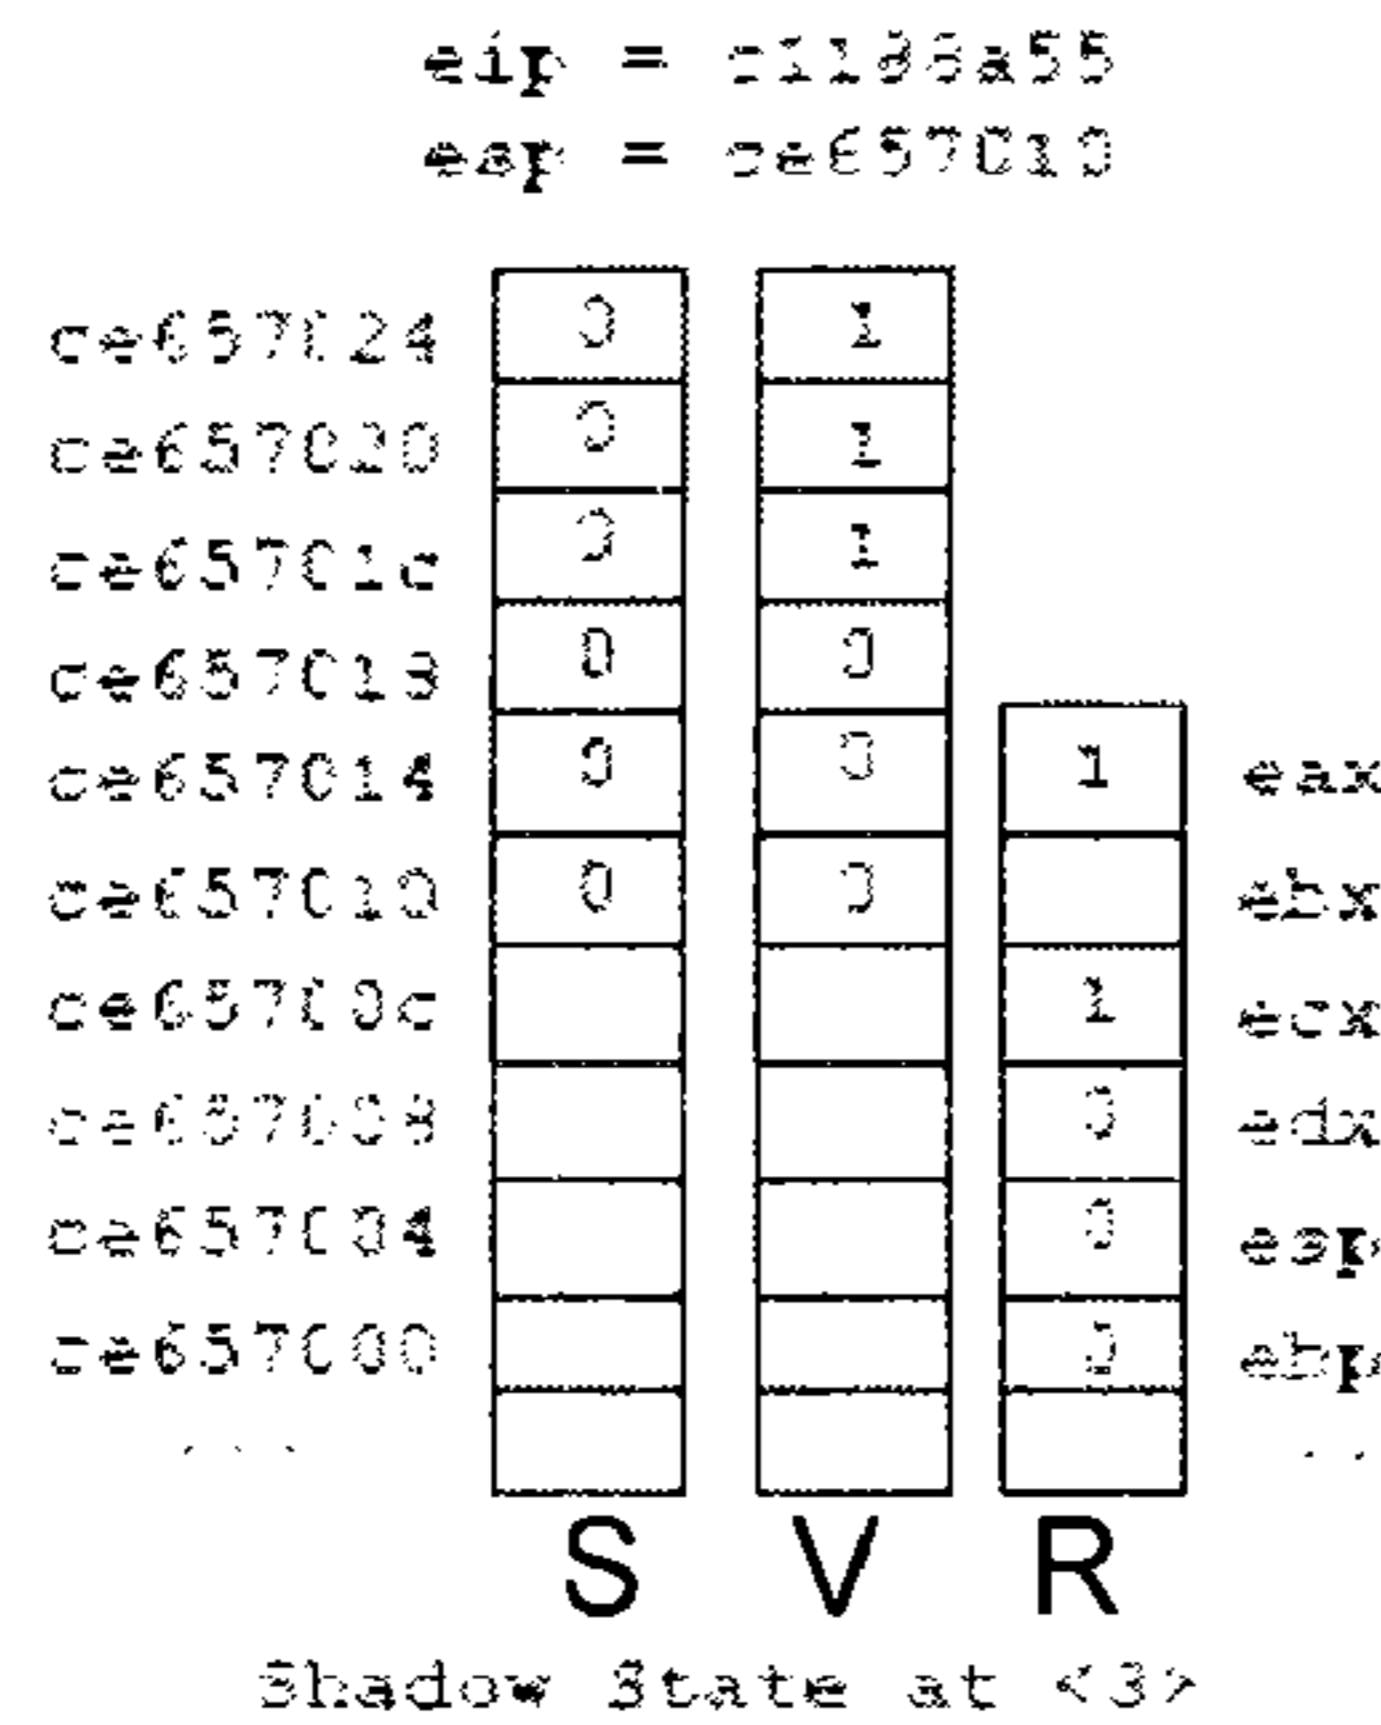 eip = c1198a55
esp = ce657010
ce657024 0 1
ce657020 0 1
ce65701c 0 1
ce657018 0 0
ce657014 0 0 1 eax
ce657010 0 0 ebx
ce65700c 1 ecx
ce657008 0 edx
ce657004 0 esp
ce657000 0 ebp
... ..
S V R
Shadow State at <3>